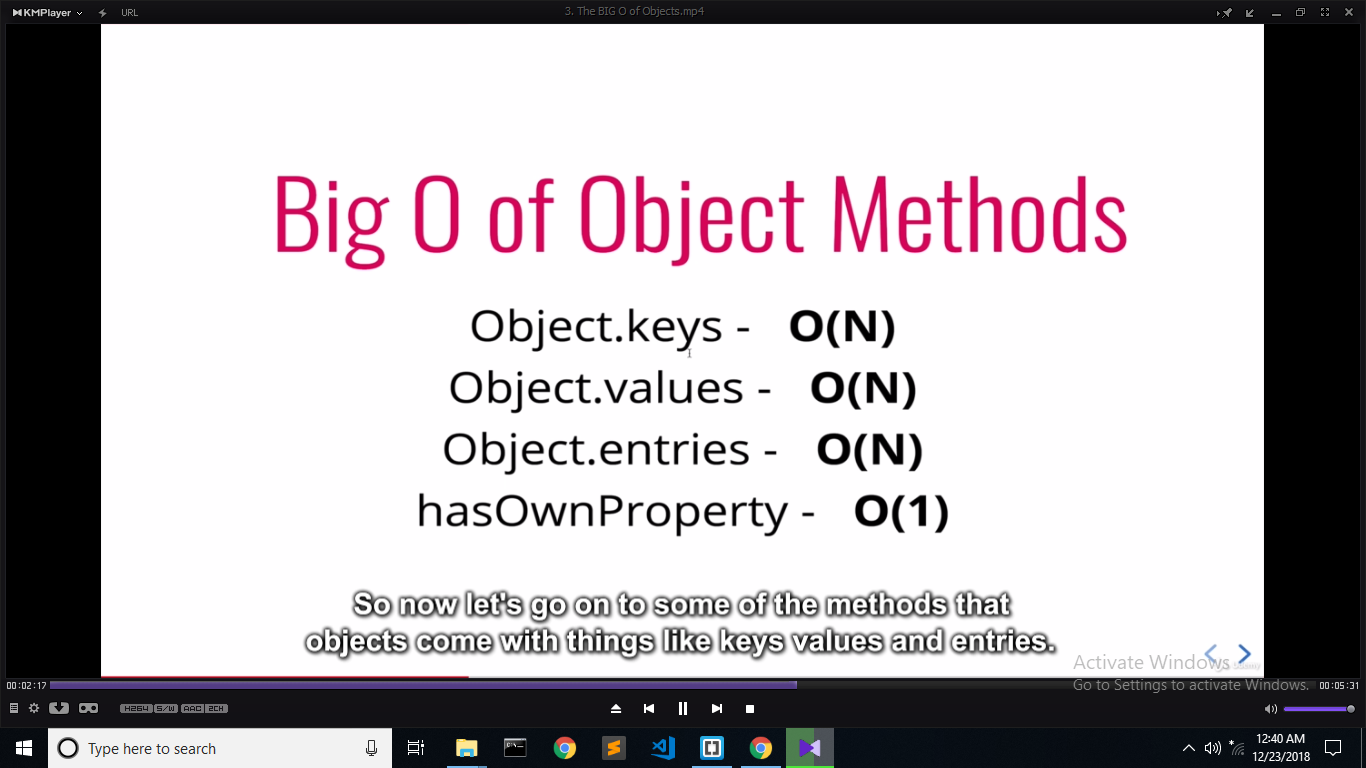 KMPlayer
URL
3. The BIG O of Objects.mp4
Big O of Object Methods
Object.keys - O(N)
Object.values - O(N)
Object.entries - O(N)
hasOwnProperty - O(1)
So now let's go on to some of the methods that
objects come with things like keys values and entries.
Activate Windows
Go to Settings to activate Windows.
00:02:17
00:05:31
H264 S/W AAC 2CH
Type here to search
12:40 AM
12/23/2018